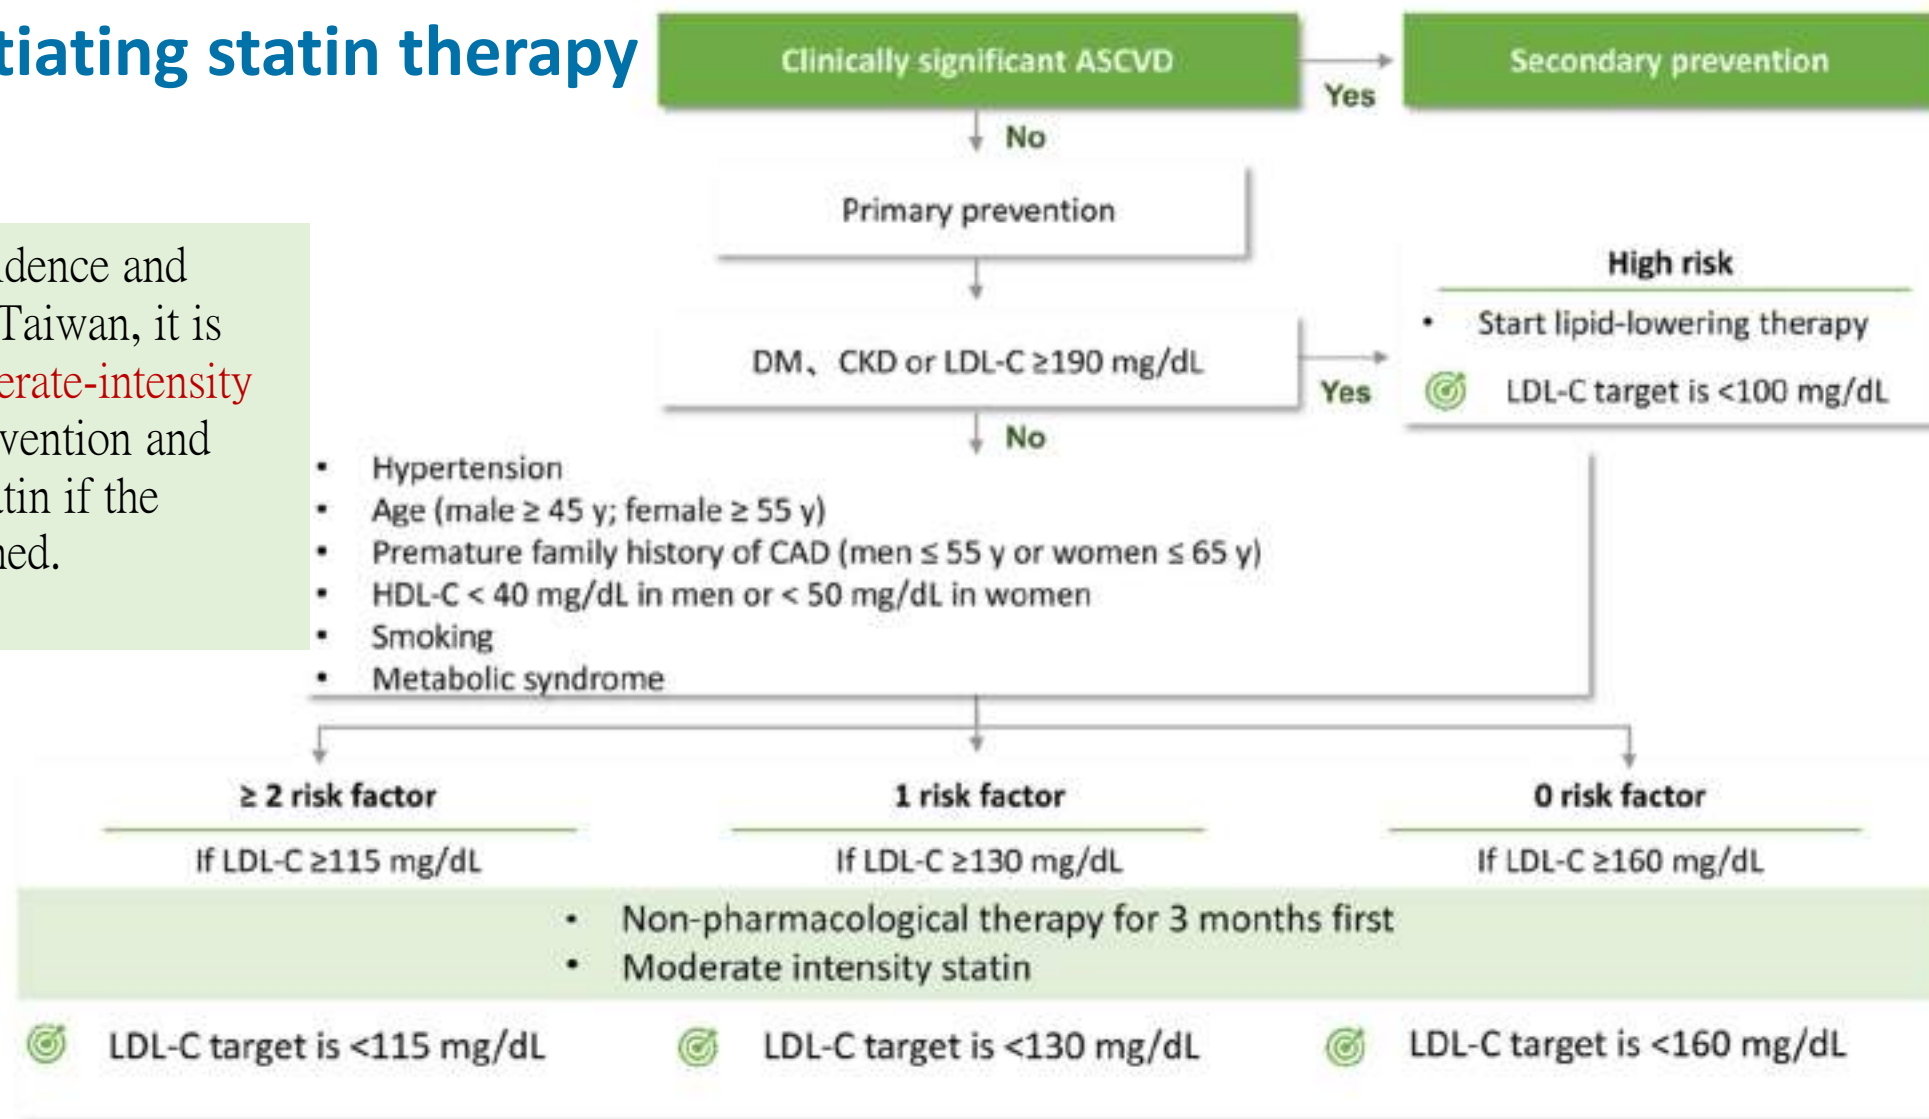 tiating statin therapy
Clinically significant ASCVD
Yes
Secondary prevention
No
Primary prevention
DM、CKD or LDL-C ≥190 mg/dL
Yes
High risk
• Start lipid-lowering therapy
LDL-C target is <100 mg/dL
No
dence and
Taiwan, it is
erate-intensity
vention and
tin if the
ned.
• Hypertension
• Age (male ≥ 45 y; female ≥ 55 y)
• Premature family history of CAD (men ≤ 55 y or women ≤ 65 y)
• HDL-C < 40 mg/dL in men or < 50 mg/dL in women
• Smoking
• Metabolic syndrome
≥ 2 risk factor
If LDL-C ≥115 mg/dL
1 risk factor
If LDL-C ≥130 mg/dL
0 risk factor
If LDL-C ≥160 mg/dL
• Non-pharmacological therapy for 3 months first
• Moderate intensity statin
LDL-C target is <115 mg/dL
LDL-C target is <130 mg/dL
LDL-C target is <160 mg/dL